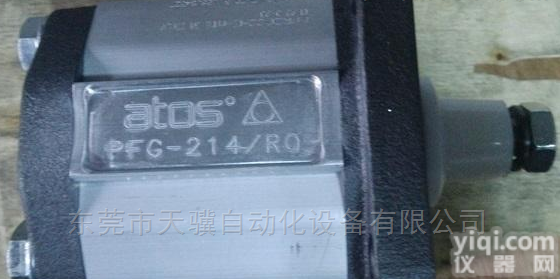 atos
PFG-214/RO
东莞市天骥自动化设备有限公司
yiqi.com
仪器网